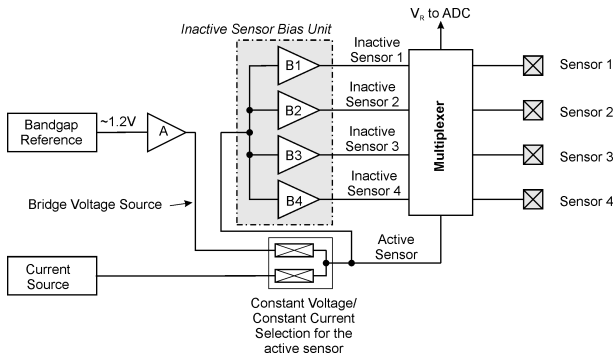 V_R to ADC
Inactive Sensor Bias Unit
Inactive
Sensor 1
B1
Sensor 1
Inactive
Sensor 2
B2
Sensor 2
Bandgap
Reference
~1.2V
A
Inactive
Sensor 3
B3
Sensor 3
Multiplexer
Inactive
Sensor 4
B4
Sensor 4
Bridge Voltage Source
Active
Sensor
Current
Source
Constant Voltage/
Constant Current
Selection for the
active sensor